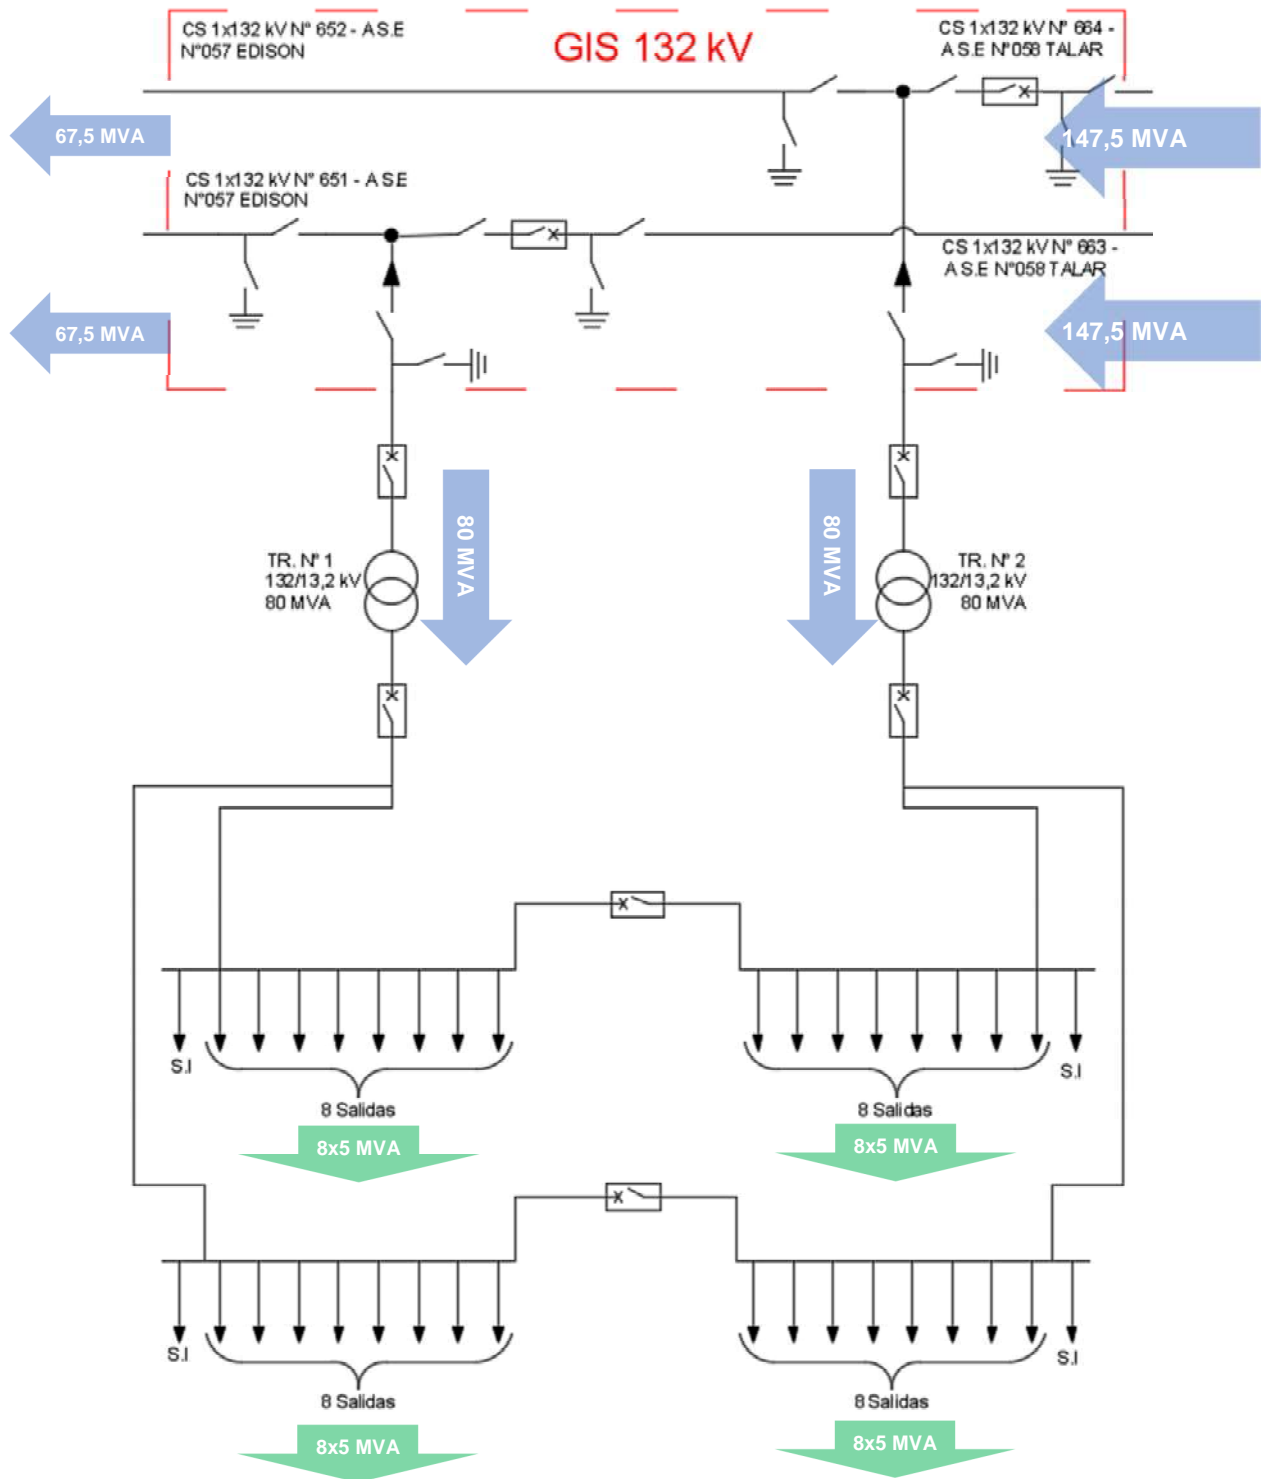 CS 1x132 kV N° 652 - A S.E
N°057 EDISON
GIS 132 kV
CS 1x132 kV N° 664 -
A S.E N°058 TALAR
67,5 MVA
147,5 MVA
CS 1x132 kV N° 651 - A S.E
N°057 EDISON
CS 1x132 kV N° 663 -
A S.E N°058 TALAR
67,5 MVA
147,5 MVA
80 MVA
80 MVA
TR. N° 1
132/13,2 kV
80 MVA
TR. N° 2
132/13,2 kV
80 MVA
S.I
S.I
8 Salidas
8 Salidas
8x5 MVA
8x5 MVA
S.I
S.I
8 Salidas
8 Salidas
8x5 MVA
8x5 MVA